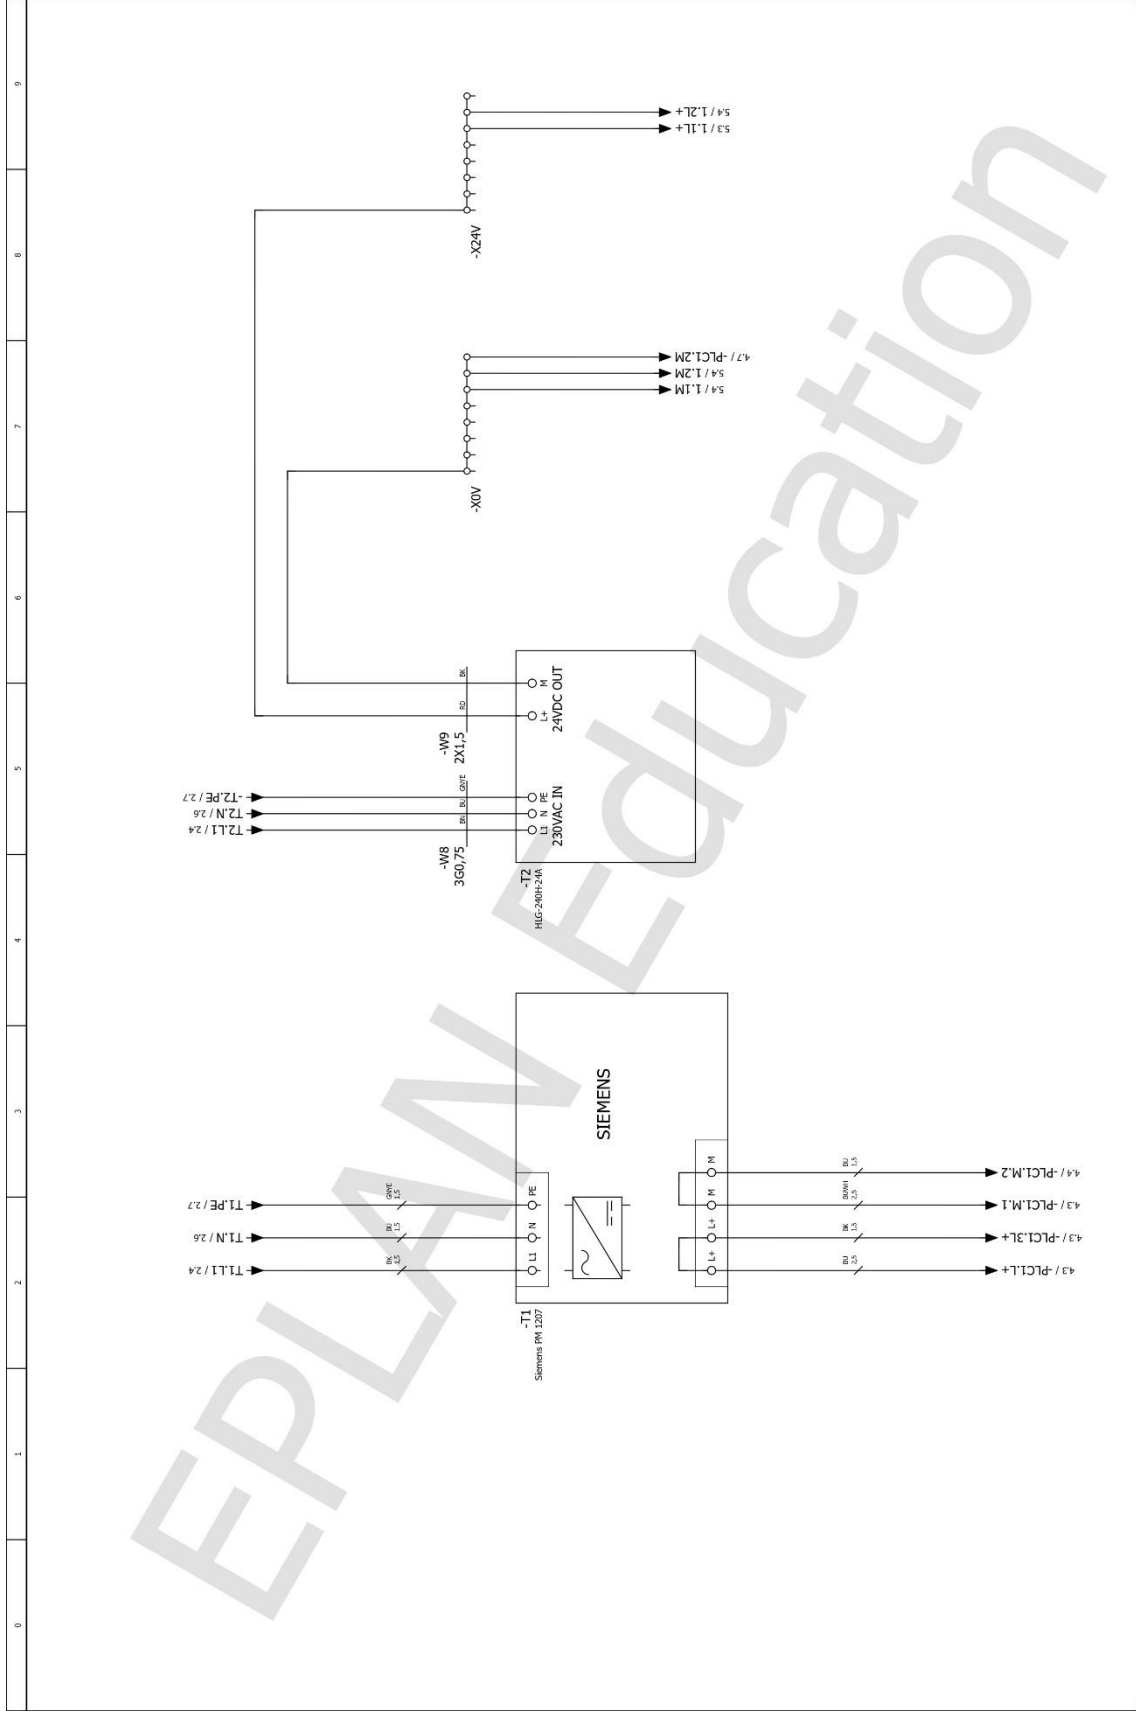 0
1
2
3
4
5
6
7
8
9
T1.L1 / 2.4
T1.N / 2.6
T1.PE / 2.7
T2.L1 / 2.4
T2.N / 2.6
-T2.PE / 2.7
BK
1,5
BU
1,5
GNYE
1,5
-W8
3G0,75
BN
BU
GNYE
-W9
2X1,5
RD
BK
-X0V
-X24V
-T1
Siemens PM 1207
L1
N
PE
SIEMENS
L+
L+
M
M
-T2
HLG-240H-24A
L1
N
PE
230VAC IN
L+
M
24VDC OUT
5.4 / 1.1M
5.4 / 1.2M
4.7 / -PLC1.2M
5.3 / 1.1L+
5.4 / 1.2L+
BU
2,5
BK
1,5
BUWH
2,5
BU
1,5
4.3 / -PLC1.L+
4.3 / -PLC1.3L+
4.3 / -PLC1.M.1
4.4 / -PLC1.M.2
EPLAN Education